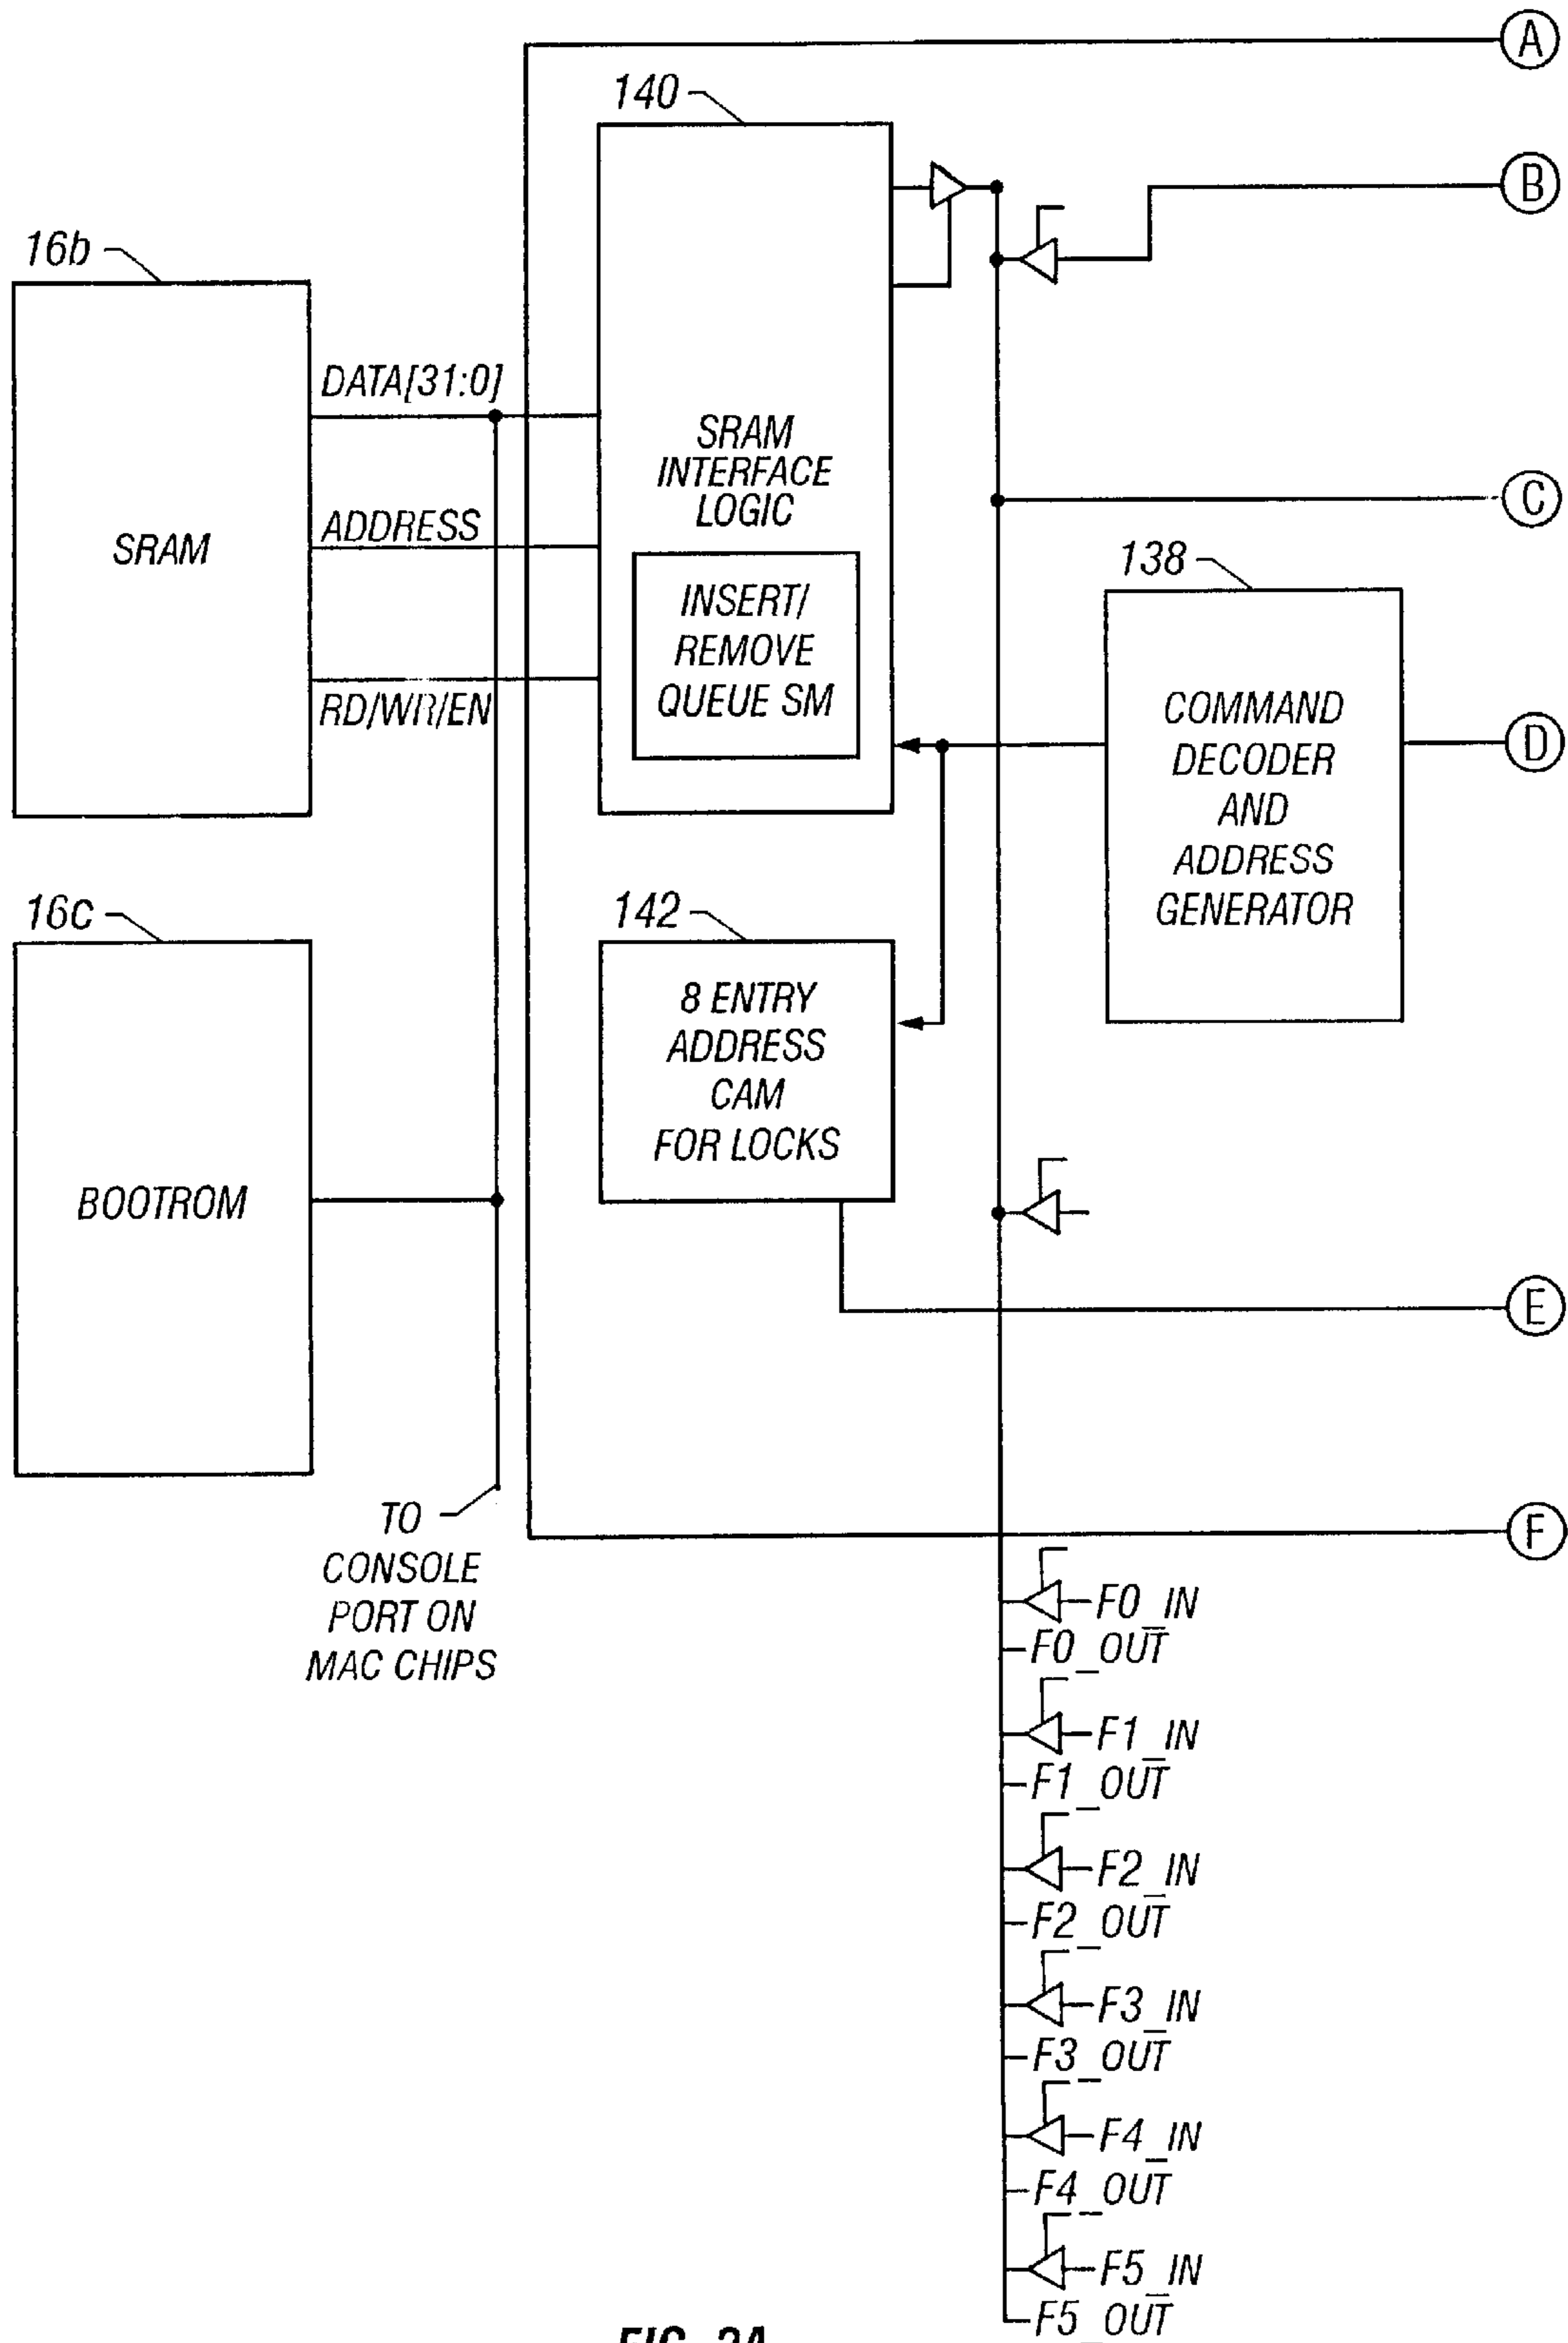 A
140
B
16b
DATA[31:0]
SRAM
INTERFACE
LOGIC
C
ADDRESS
SRAM
138
INSERT/
REMOVE
QUEUE SM
RD/WR/EN
COMMAND
DECODER
AND
ADDRESS
GENERATOR
D
16c
142
8 ENTRY
ADDRESS
CAM
FOR LOCKS
BOOTROM
E
TO
CONSOLE
PORT ON
MAC CHIPS
F
F0_IN
F0_OUT
F1_IN
F1_OUT
F2_IN
F2_OUT
F3_IN
F3_OUT
F4_IN
F4_OUT
F5_IN
F5_OUT